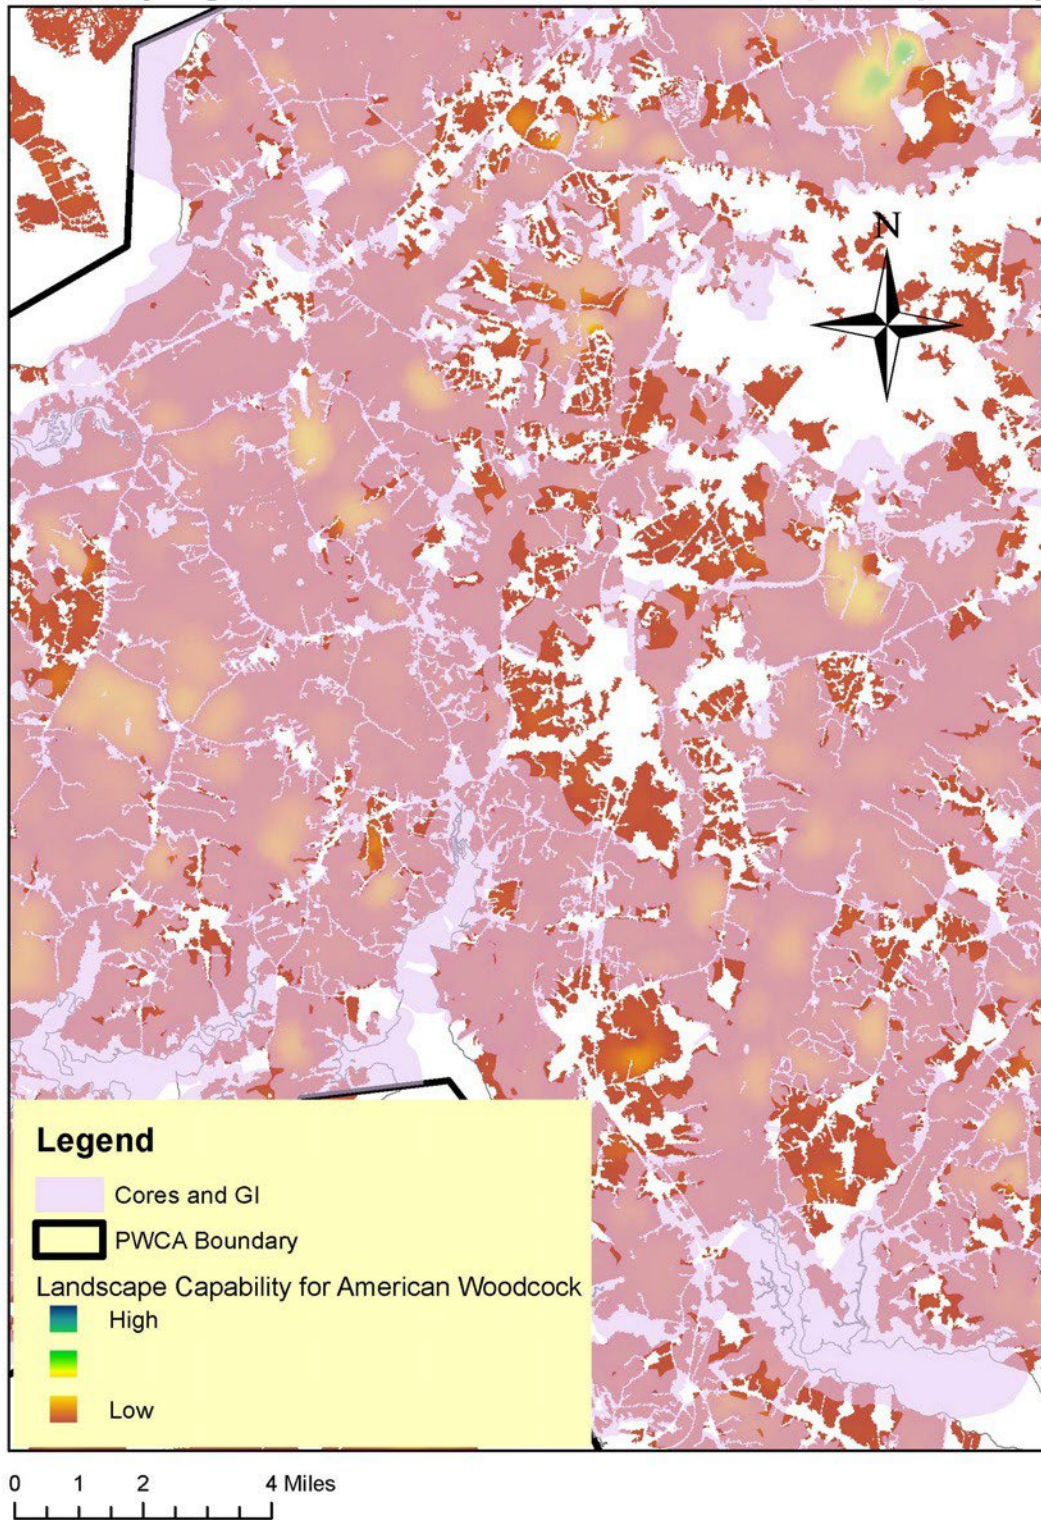 N
Legend
Cores and GI
PWCA Boundary
Landscape Capability for American Woodcock
High
Low
0 1 2 4 Miles